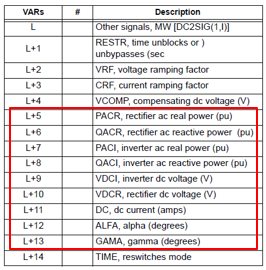 VARs # Description
L Other signals, MW [DC2SIG(1,I)]
L+1 RESTR, time unblocks or )
unbypasses (sec
L+2 VRF, voltage ramping factor
L+3 CRF, current ramping factor
L+4 VCOMP, compensating dc voltage (V)
L+5 PACR, rectifier ac real power (pu)
L+6 QACR, rectifier ac reactive power (pu)
L+7 PACI, inverter ac real power (pu)
L+8 QACI, inverter ac reactive power (pu)
L+9 VDCI, inverter dc voltage (V)
L+10 VDCR, rectifier dc voltage (V)
L+11 DC, dc current (amps)
L+12 ALFA, alpha (degrees)
L+13 GAMA, gamma (degrees)
L+14 TIME, reswitches mode